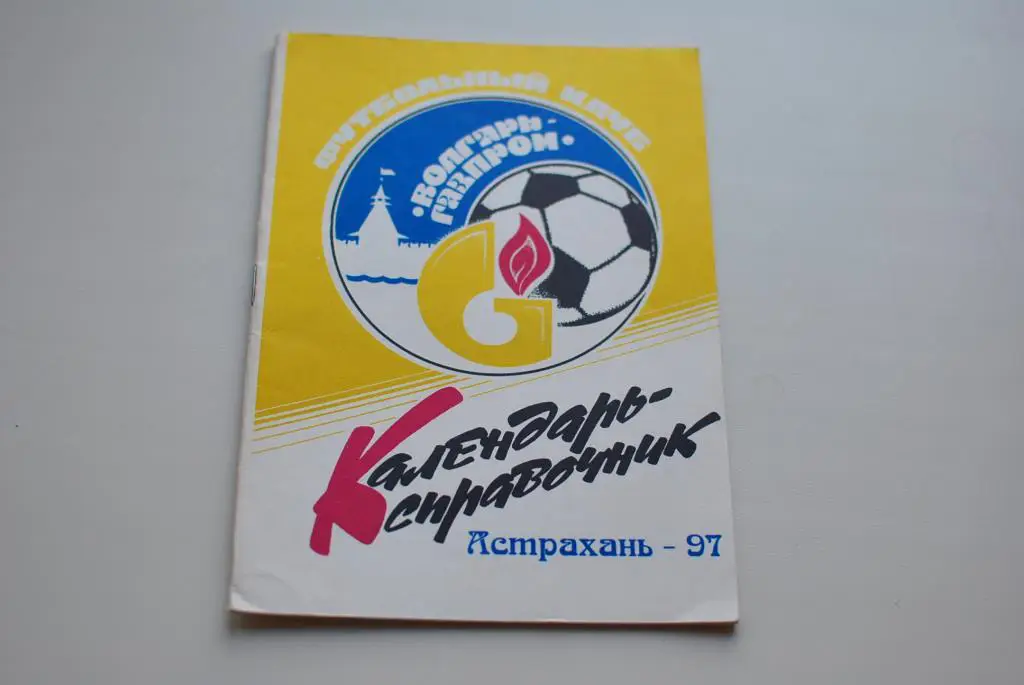 ФУТБОЛЬНЫЙ КЛУБ
• ВОЛГАРЬ-
ГАЗПРОМ •
Календарь-
справочник
Астрахань - 97